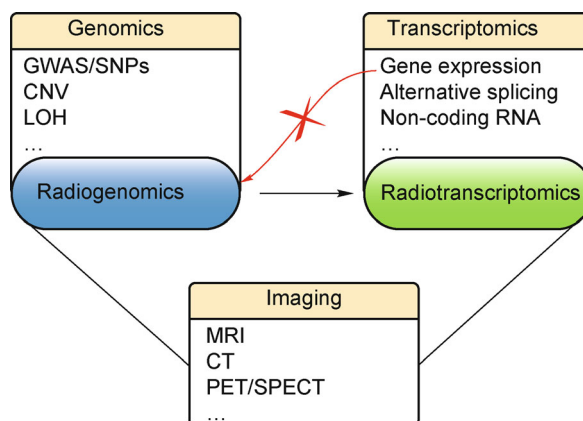 Genomics
GWAS/SNPs
CNV
LOH
...
Radiogenomics
Transcriptomics
Gene expression
Alternative splicing
Non-coding RNA
...
Radiotranscriptomics
Imaging
MRI
CT
PET/SPECT
...